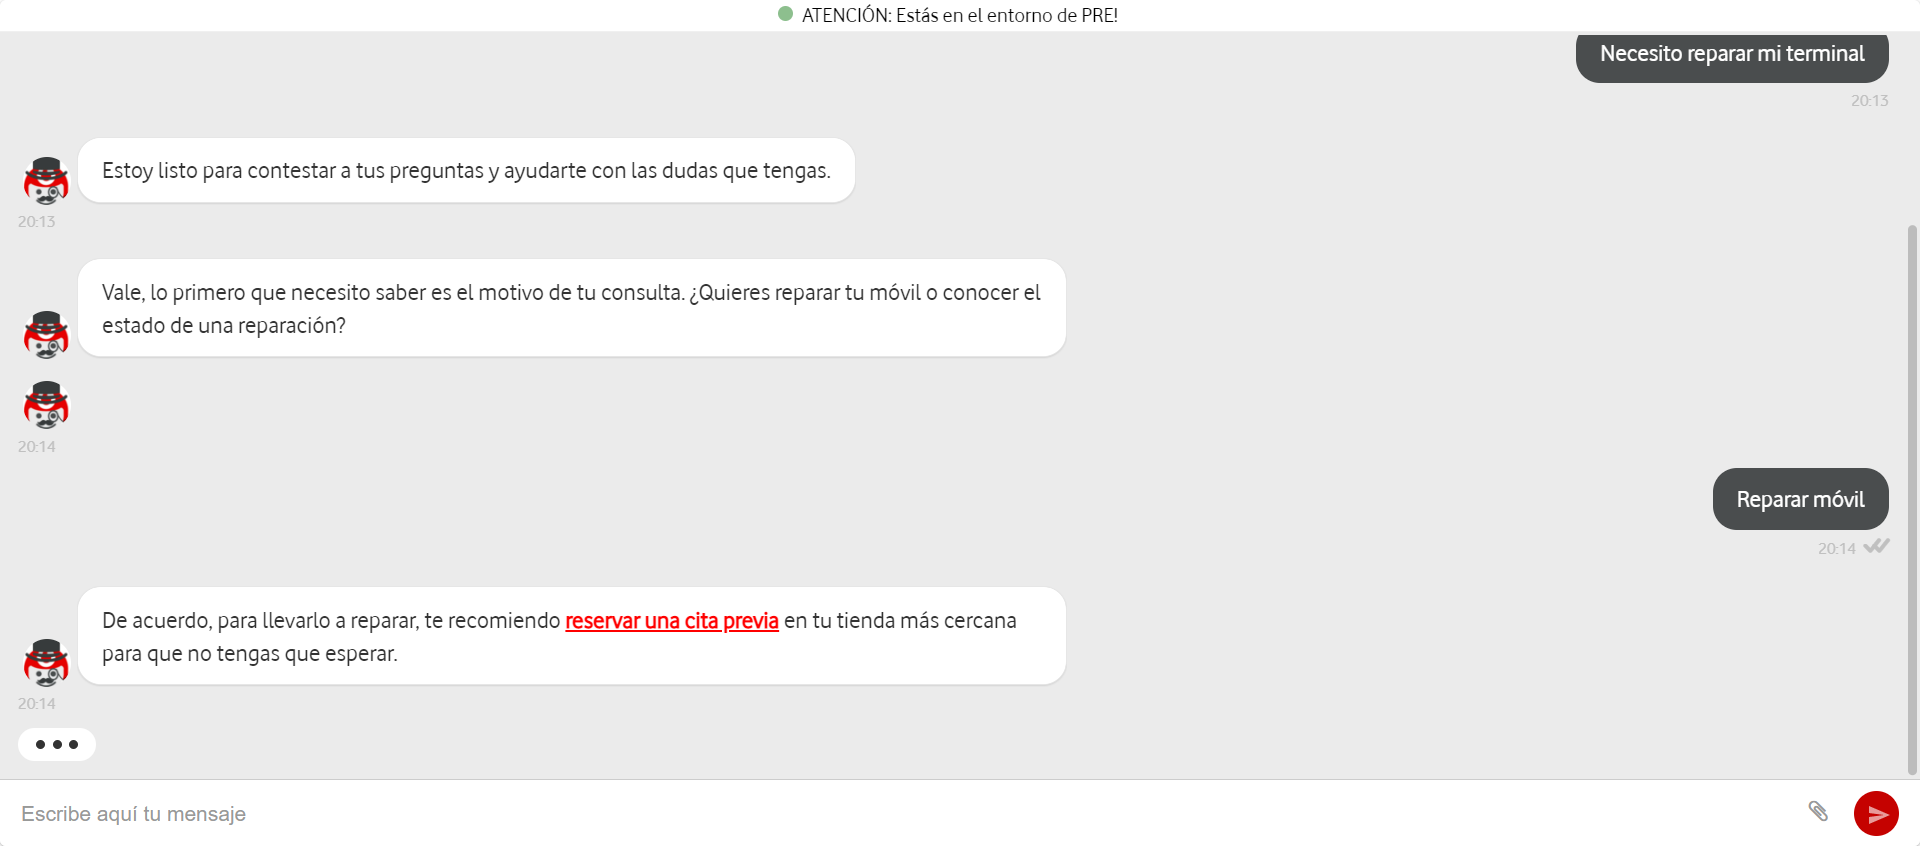 ATENCIÓN: Estás en el entorno de PRE!
Necesito reparar mi terminal
20:13
Estoy listo para contestar a tus preguntas y ayudarte con las dudas que tengas.
20:13
Vale, lo primero que necesito saber es el motivo de tu consulta. ¿Quieres reparar tu móvil o conocer el
estado de una reparación?
20:14
Reparar móvil
20:14
De acuerdo, para llevarlo a reparar, te recomiendo reservar una cita previa en tu tienda más cercana
para que no tengas que esperar.
20:14
Escribe aquí tu mensaje